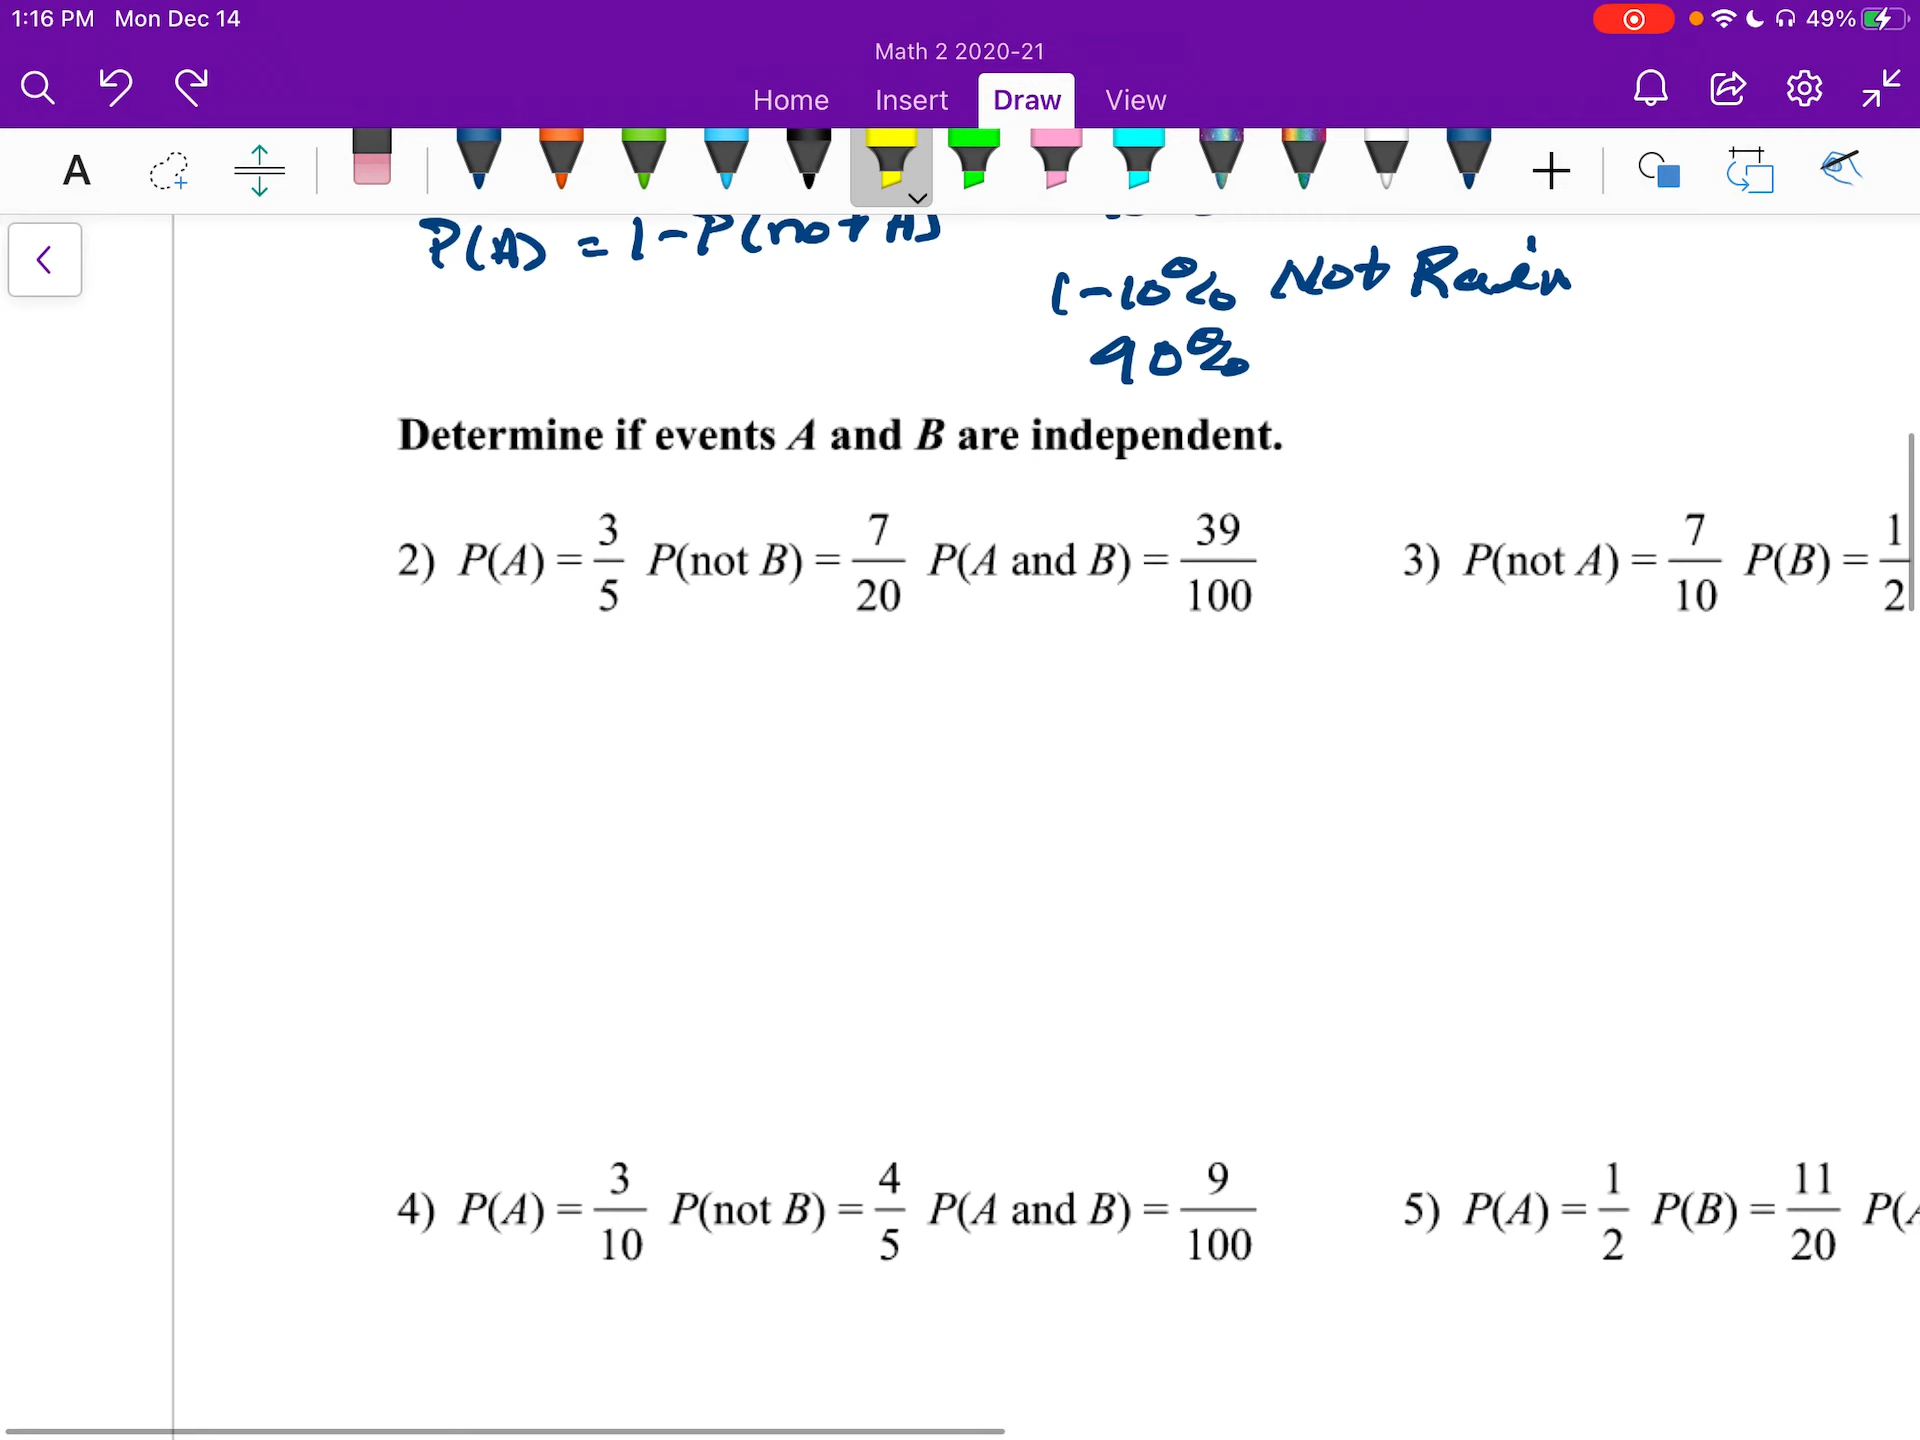 1:16 PM Mon Dec 14
49%
Math 2 2020-21
Home Insert Draw View
A
P(A) = 1-P(not A)
1-10% Not Rain
90%
Determine if events A and B are independent.
2) P(A) = 3/5 P(not B) = 7/20 P(A and B) = 39/100
3) P(not A) = 7/10 P(B) = 1/2
4) P(A) = 3/10 P(not B) = 4/5 P(A and B) = 9/100
5) P(A) = 1/2 P(B) = 11/20 P(